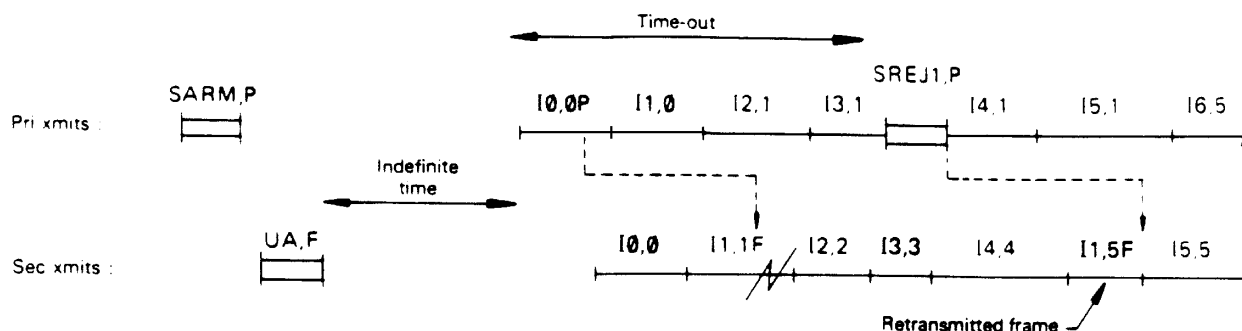 Time-out
SREJ1,P
SARM,P
I0,0P I1,0 I2,1 I3,1 I4,1 I5,1 I6,5
Pri xmits :
Indefinite
time
UA,F
I0,0 I1,1F I2,2 I3,3 I4,4 I1,5F I5,5
Sec xmits :
Retransmitted frame